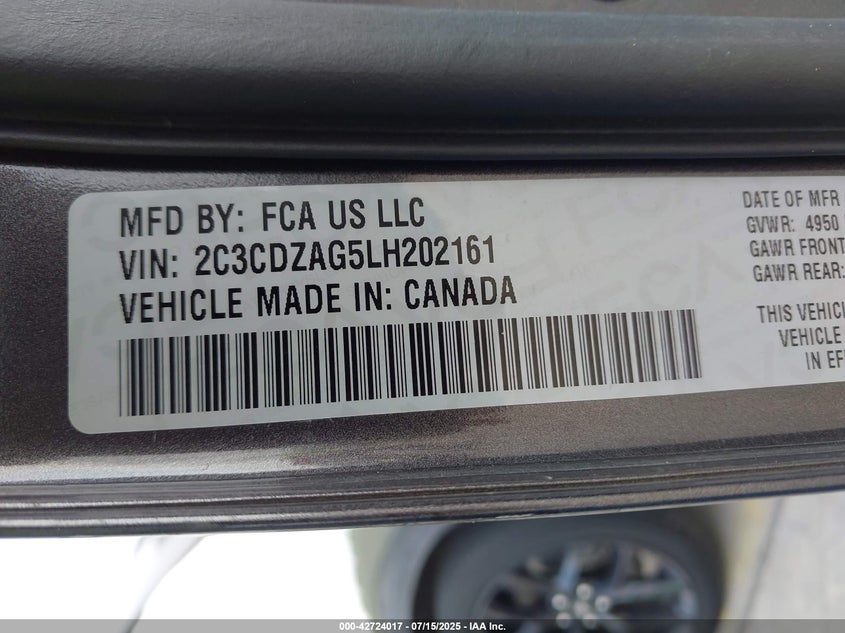 MFD BY: FCA US LLC
VIN: 2C3CDZAG5LH202161
VEHICLE MADE IN: CANADA
DATE OF MFR
GVWR: 4950
GAWR FRONT
GAWR REAR:
THIS VEHIC
VEHICLE
IN EF
000-42724017 - 07/15/2025 - IAA, Inc.